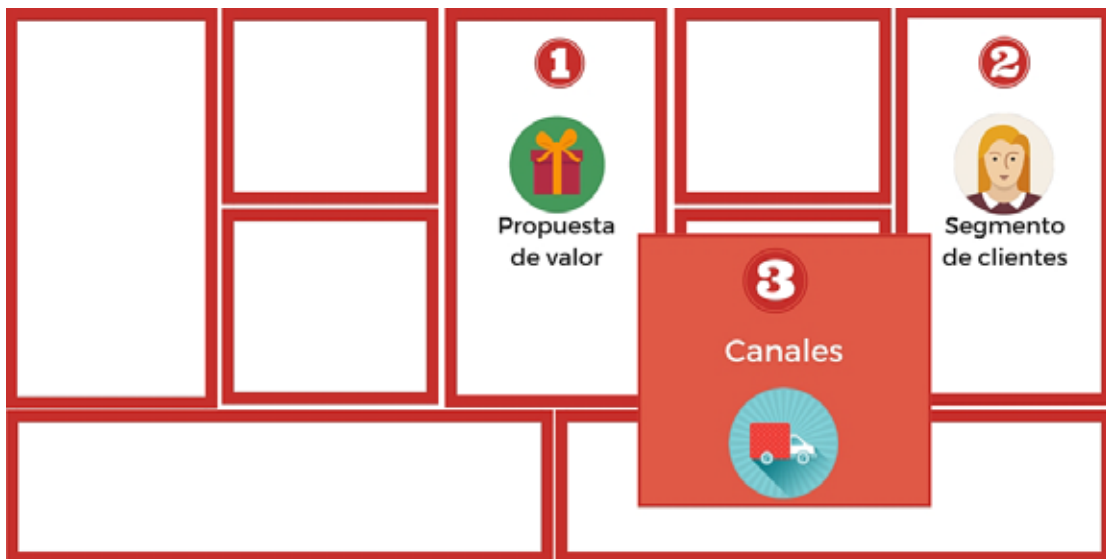 1
Propuesta
de valor
2
Segmento
de clientes
3
Canales